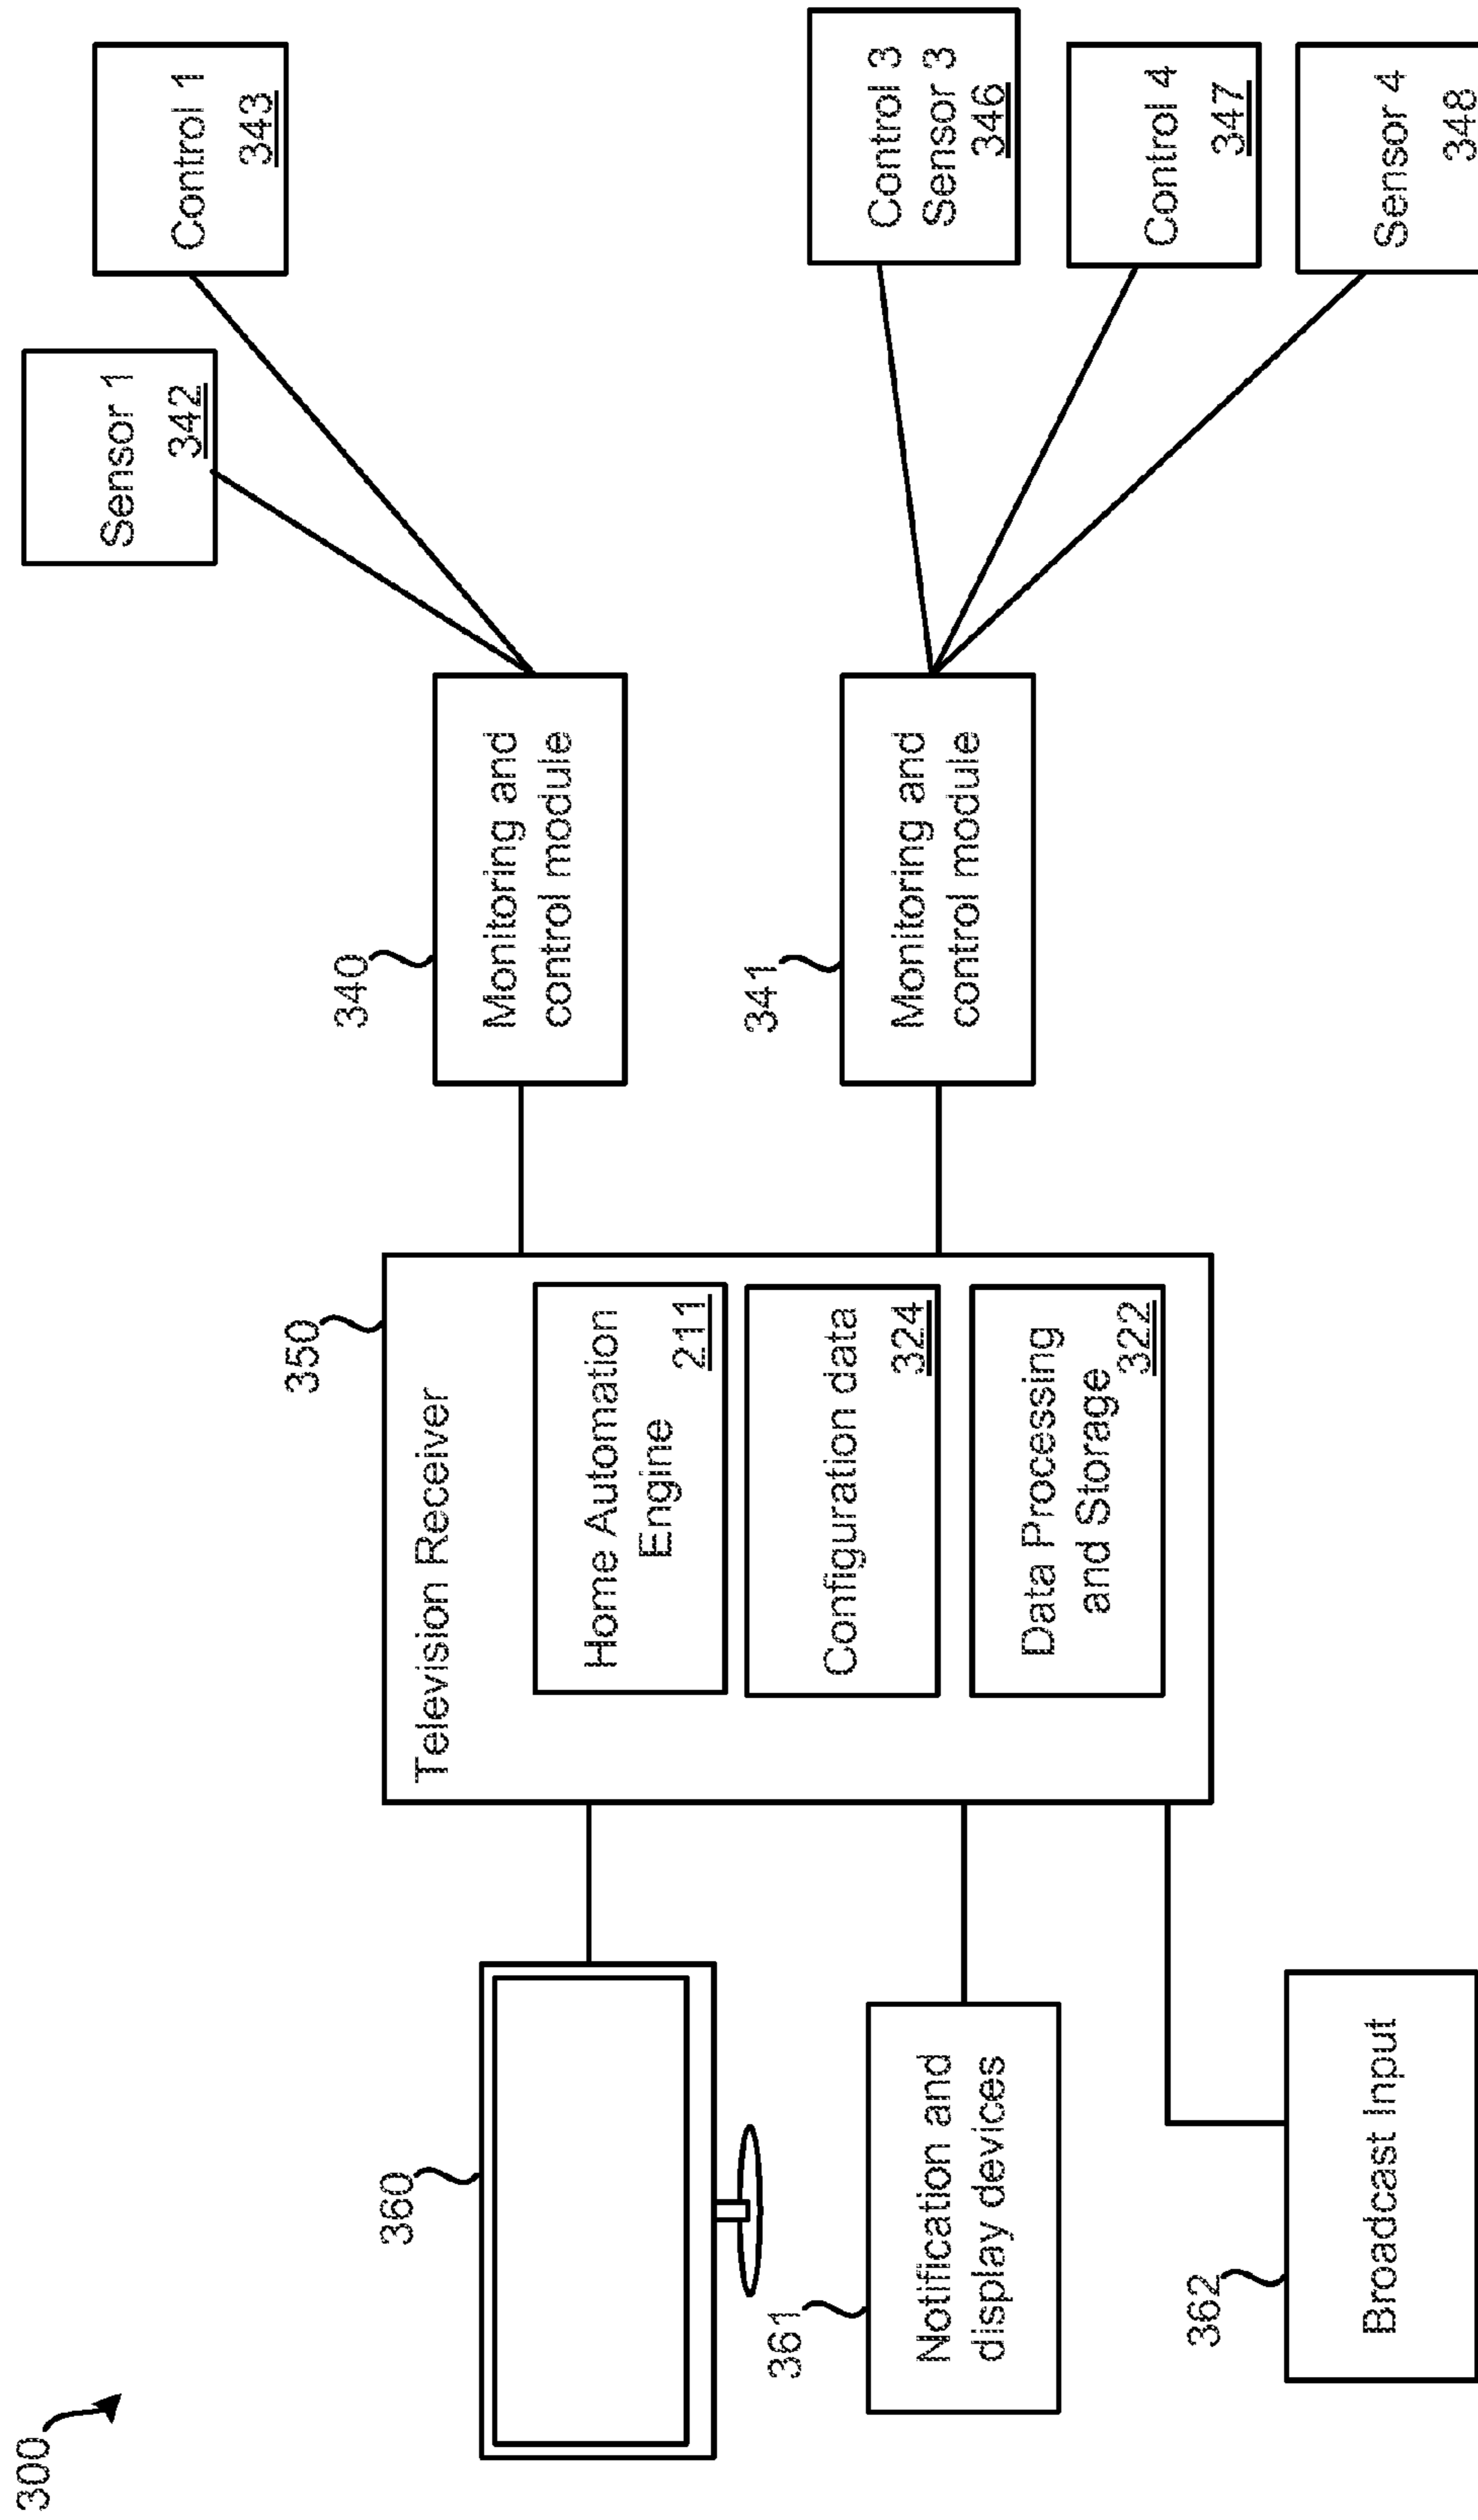 300
360
361
Notification and
display devices
362
Broadcast Input
350
Television Receiver
Home Automation
Engine
211
Configuration data
324
Data Processing
and Storage
322
340
Monitoring and
control module
341
Monitoring and
control module
Sensor 1
342
Control 1
343
Control 3
Sensor 3
346
Control 4
347
Sensor 4
348